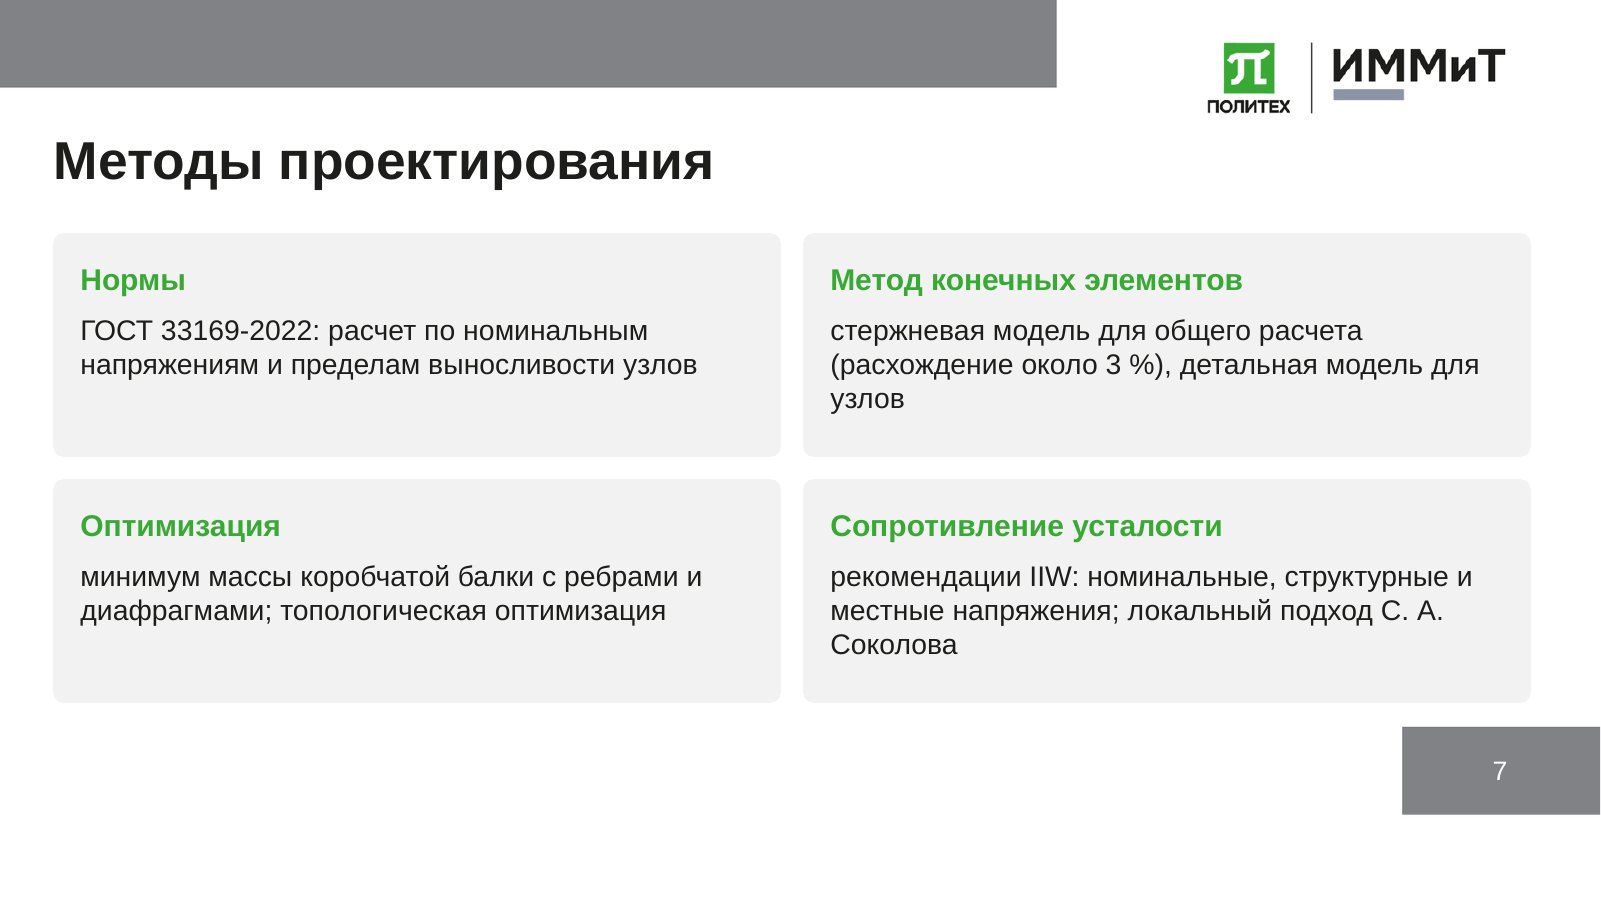 ПОЛИТЕХ
ИММиТ
Методы проектирования
Нормы
ГОСТ 33169-2022: расчет по номинальным
напряжениям и пределам выносливости узлов
Метод конечных элементов
стержневая модель для общего расчета
(расхождение около 3 %), детальная модель для
узлов
Оптимизация
минимум массы коробчатой балки с ребрами и
диафрагмами; топологическая оптимизация
Сопротивление усталости
рекомендации IIW: номинальные, структурные и
местные напряжения; локальный подход С. А.
Соколова
7